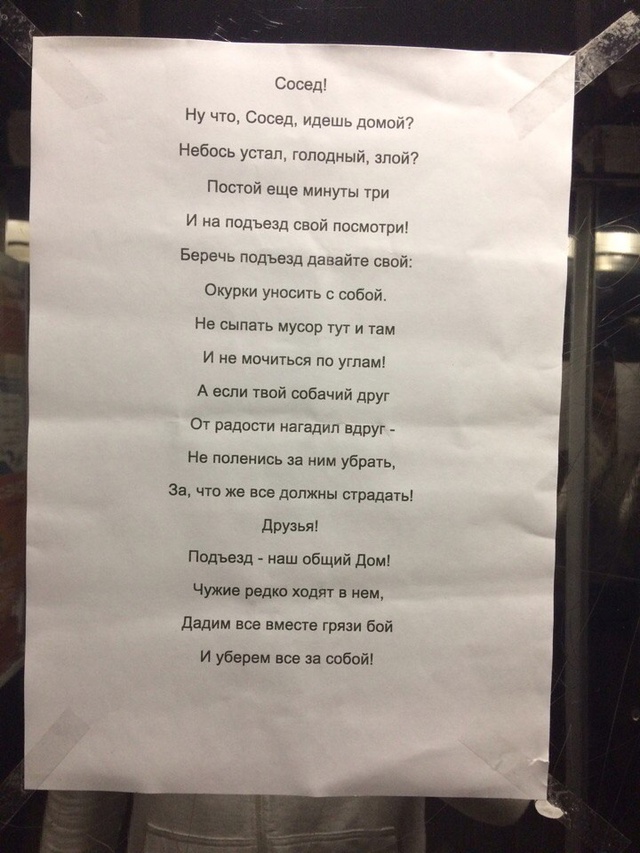 Сосед!
Ну что, Сосед, идешь домой?
Небось устал, голодный, злой?
Постой еще минуты три
И на подъезд свой посмотри!
Беречь подъезд давайте свой:
Окурки уносить с собой.
Не сыпать мусор тут и там
И не мочиться по углам!
А если твой собачий друг
От радости нагадил вдруг -
Не поленись за ним убрать,
За, что же все должны страдать!
Друзья!
Подъезд - наш общий Дом!
Чужие редко ходят в нем,
Дадим все вместе грязи бой
И уберем все за собой!